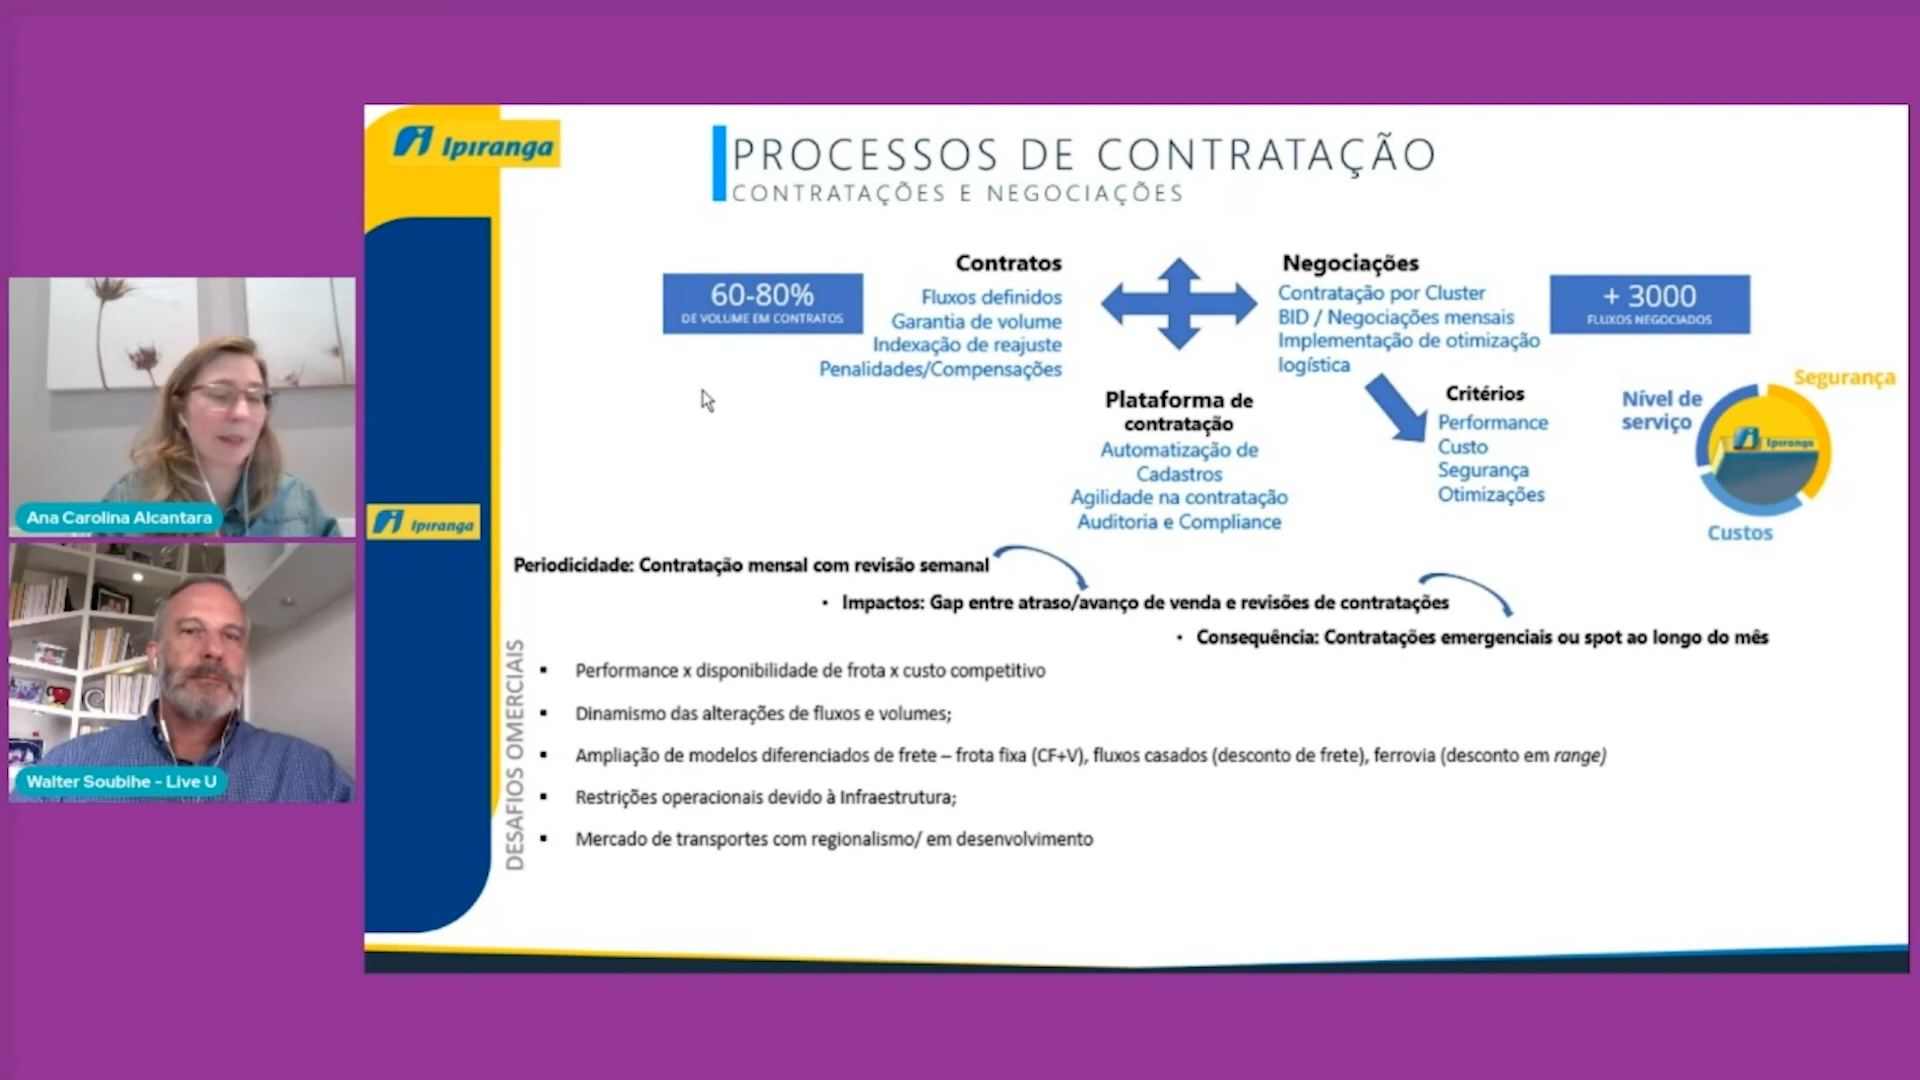 Ipiranga
PROCESSOS DE CONTRATAÇÃO
CONTRATAÇÕES E NEGOCIAÇÕES
60-80%
DE VOLUME EM CONTRATOS
Contratos
Fluxos definidos
Garantia de volume
Indexação de reajuste
Penalidades/Compensações
Negociações
Contratação por Cluster
BID / Negociações mensais
Implementação de otimização
logística
+ 3000
FLUXOS NEGOCIADOS
Plataforma de
contratação
Automatização de
Cadastros
Agilidade na contratação
Auditoria e Compliance
Critérios
Performance
Custo
Segurança
Otimizações
Segurança
Nível de
serviço
Ipiranga
Custos
Ana Carolina Alcantara
Walter Soubihe - Live U
Ipiranga
Periodicidade: Contratação mensal com revisão semanal
• Impactos: Gap entre atraso/avanço de venda e revisões de contratações
• Consequência: Contratações emergenciais ou spot ao longo do mês
DESAFIOS OMERCIAIS
▪ Performance x disponibilidade de frota x custo competitivo
▪ Dinamismo das alterações de fluxos e volumes;
▪ Ampliação de modelos diferenciados de frete – frota fixa (CF+V), fluxos casados (desconto de frete), ferrovia (desconto em range)
▪ Restrições operacionais devido à Infraestrutura;
▪ Mercado de transportes com regionalismo/ em desenvolvimento